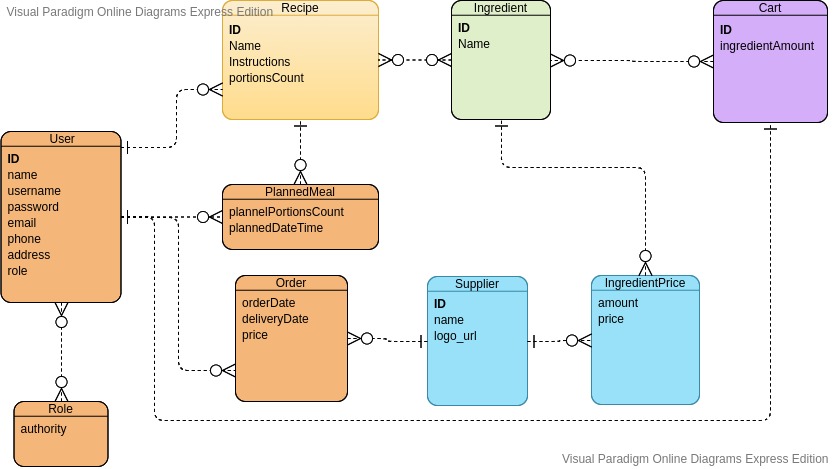 Visual Paradigm Online Diagrams Express Edition
Recipe
ID
Name
Instructions
portionsCount
Ingredient
ID
Name
Cart
ID
ingredientAmount
User
ID
name
username
password
email
phone
address
role
PlannedMeal
plannelPortionsCount
plannedDateTime
Order
orderDate
deliveryDate
price
Supplier
ID
name
logo_url
IngredientPrice
amount
price
Role
authority
Visual Paradigm Online Diagrams Express Edition